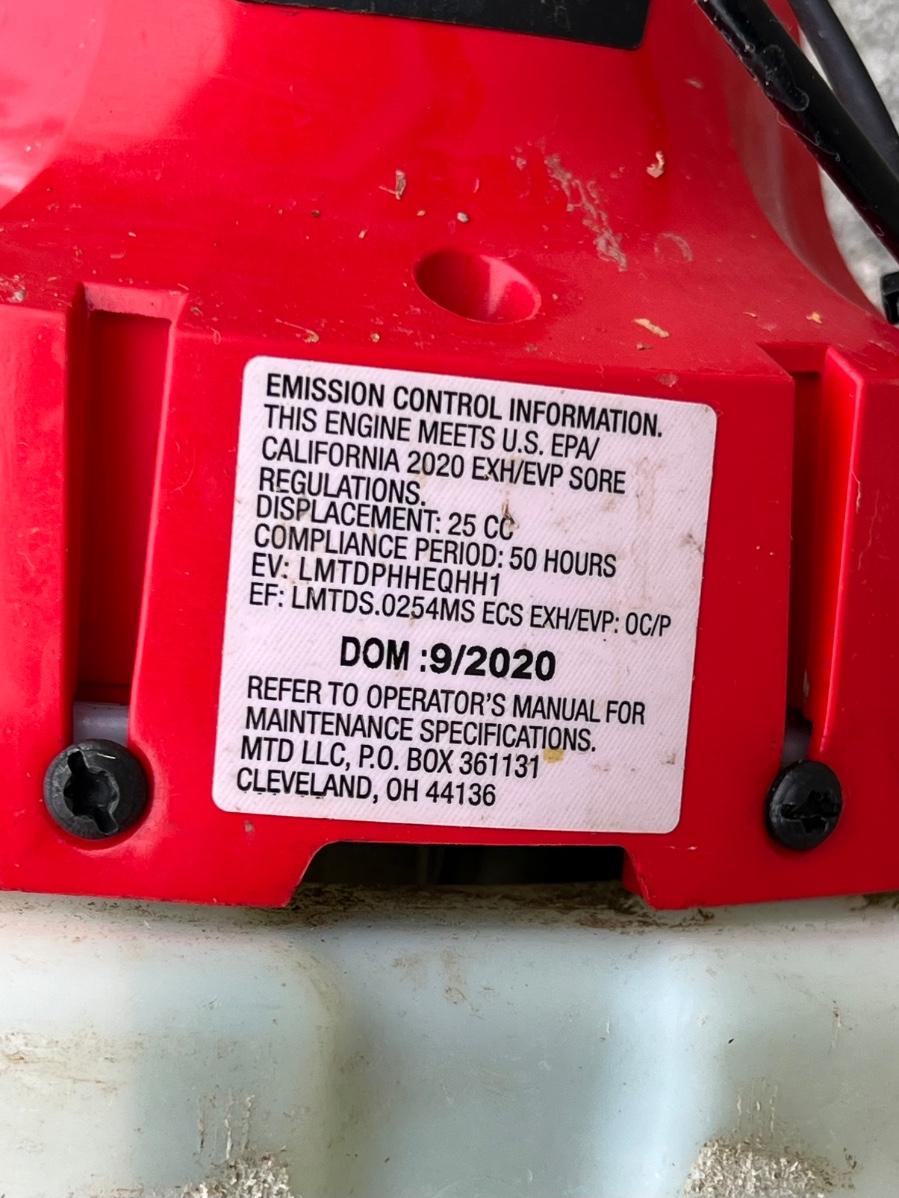 EMISSION CONTROL INFORMATION.
THIS ENGINE MEETS U.S. EPA/
CALIFORNIA 2020 EXH/EVP SORE
REGULATIONS.
DISPLACEMENT: 25 CC
COMPLIANCE PERIOD: 50 HOURS
EV: LMTDPHHEQHH1
EF: LMTDS.0254MS ECS EXH/EVP: OC/P
DOM :9/2020
REFER TO OPERATOR'S MANUAL FOR
MAINTENANCE SPECIFICATIONS.
MTD LLC, P.O. BOX 361131
CLEVELAND, OH 44136